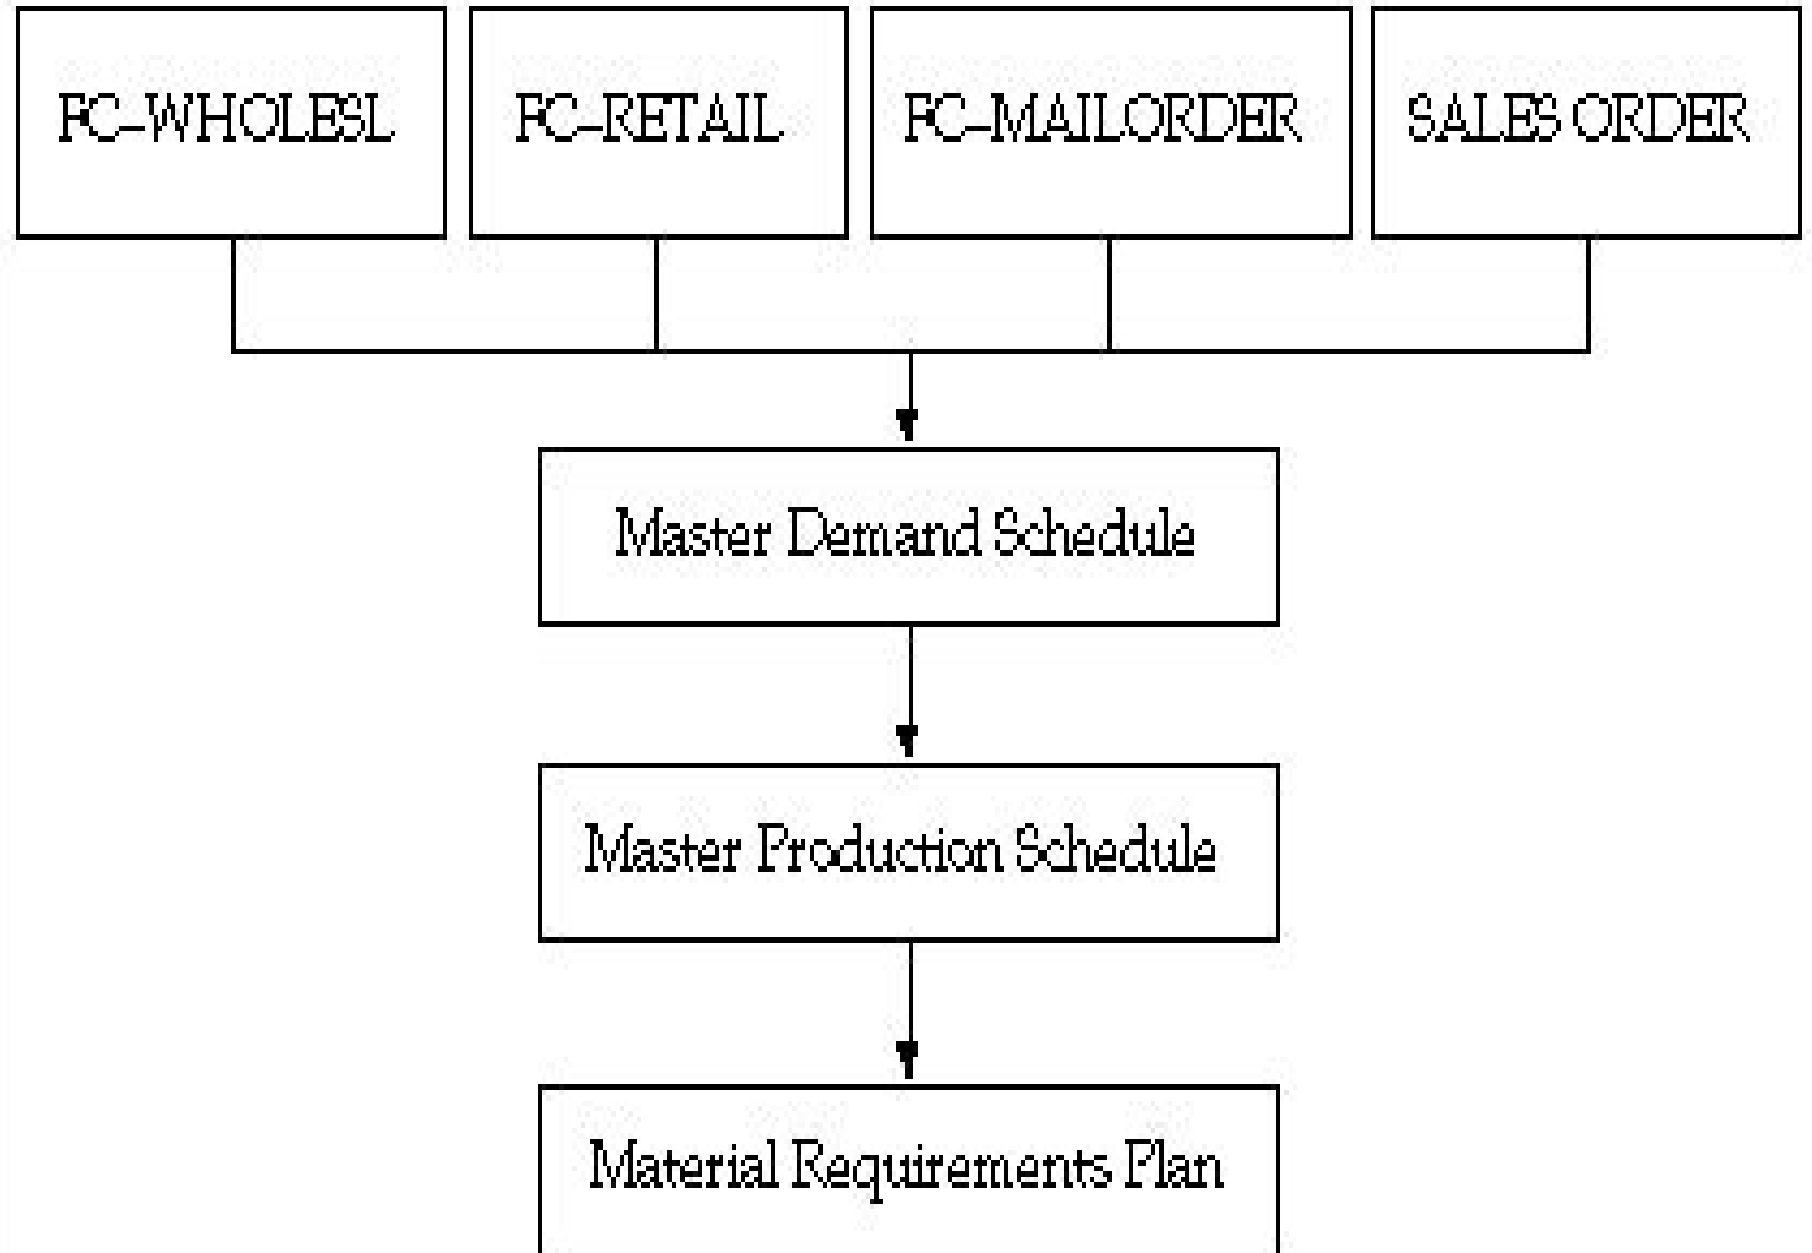 FC-WHOLESL
FC-RETAIL
FC-MAILORDER
SALES ORDER
Master Demand Schedule
Master Production Schedule
Material Requirements Plan